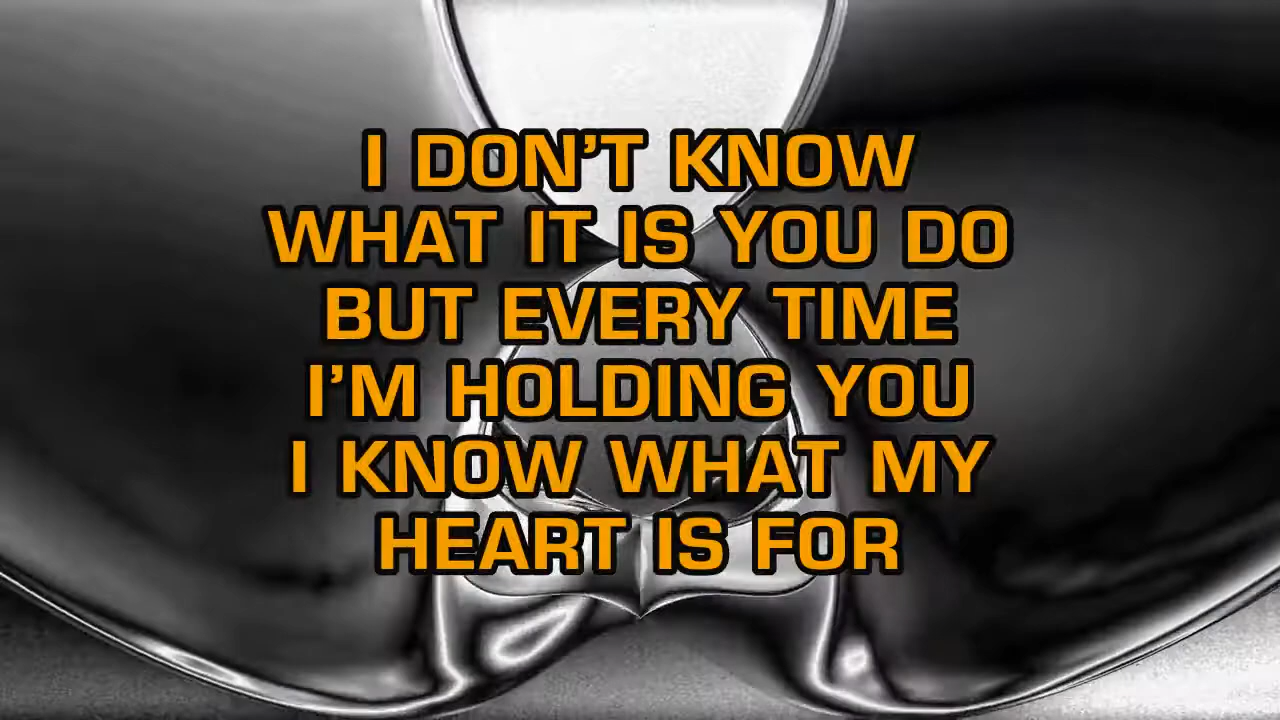 I DON’T KNOW
WHAT IT IS YOU DO
BUT EVERY TIME
I’M HOLDING YOU
I KNOW WHAT MY
HEART IS FOR